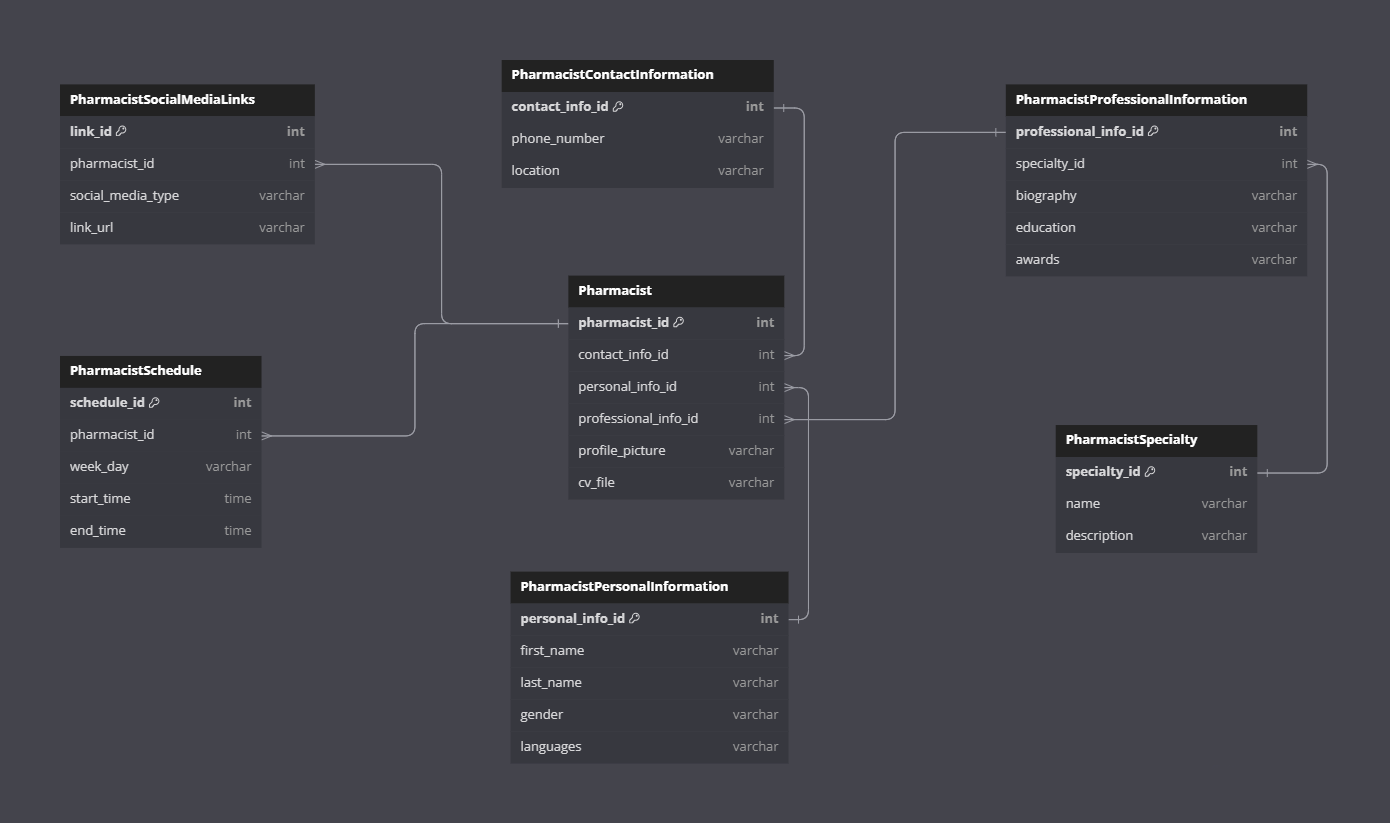 PharmacistSocialMediaLinks
link_id int
pharmacist_id int
social_media_type varchar
link_url varchar
PharmacistContactInformation
contact_info_id int
phone_number varchar
location varchar
PharmacistProfessionalInformation
professional_info_id int
specialty_id int
biography varchar
education varchar
awards varchar
Pharmacist
pharmacist_id int
contact_info_id int
personal_info_id int
professional_info_id int
profile_picture varchar
cv_file varchar
PharmacistSchedule
schedule_id int
pharmacist_id int
week_day varchar
start_time time
end_time time
PharmacistSpecialty
specialty_id int
name varchar
description varchar
PharmacistPersonalInformation
personal_info_id int
first_name varchar
last_name varchar
gender varchar
languages varchar